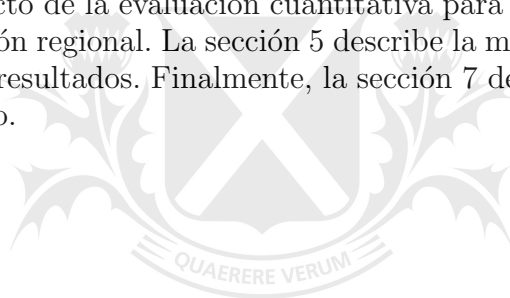 cto de la evaluación cuantitativa para
ón regional. La sección 5 describe la m
resultados. Finalmente, la sección 7 de
o.
QUAERERE VERUM